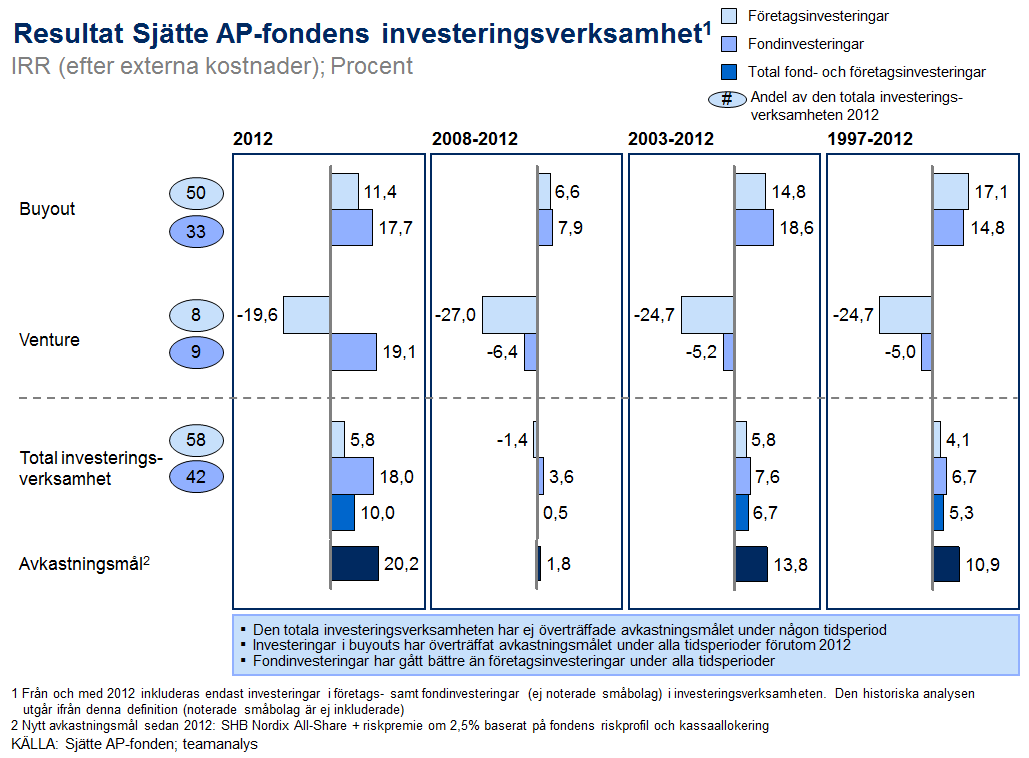 Resultat Sjätte AP-fondens investeringsverksamhet1
IRR (efter externa kostnader); Procent
Företagsinvesteringar
Fondinvesteringar
Total fond- och företagsinvesteringar
# Andel av den totala investerings-
verksamheten 2012
2012 2008-2012 2003-2012 1997-2012
Buyout
50 11,4 6,6 14,8 17,1
33 17,7 7,9 18,6 14,8
Venture
8 -19,6 -27,0 -24,7 -24,7
9 19,1 -6,4 -5,2 -5,0
Total investerings-
verksamhet
58 5,8 -1,4 5,8 4,1
42 18,0 3,6 7,6 6,7
10,0 0,5 6,7 5,3
Avkastningsmål2 20,2 1,8 13,8 10,9
▪ Den totala investeringsverksamheten har ej överträffade avkastningsmålet under någon tidsperiod
▪ Investeringar i buyouts har överträffat avkastningsmålet under alla tidsperioder förutom 2012
▪ Fondinvesteringar har gått bättre än företagsinvesteringar under alla tidsperioder
1 Från och med 2012 inkluderas endast investeringar i företags- samt fondinvesteringar (ej noterade småbolag) i investeringsverksamheten. Den historiska analysen
utgår ifrån denna definition (noterade småbolag är ej inkluderade)
2 Nytt avkastningsmål sedan 2012: SHB Nordix All-Share + riskpremie om 2,5% baserat på fondens riskprofil och kassaallokering
KÄLLA: Sjätte AP-fonden; teamanalys